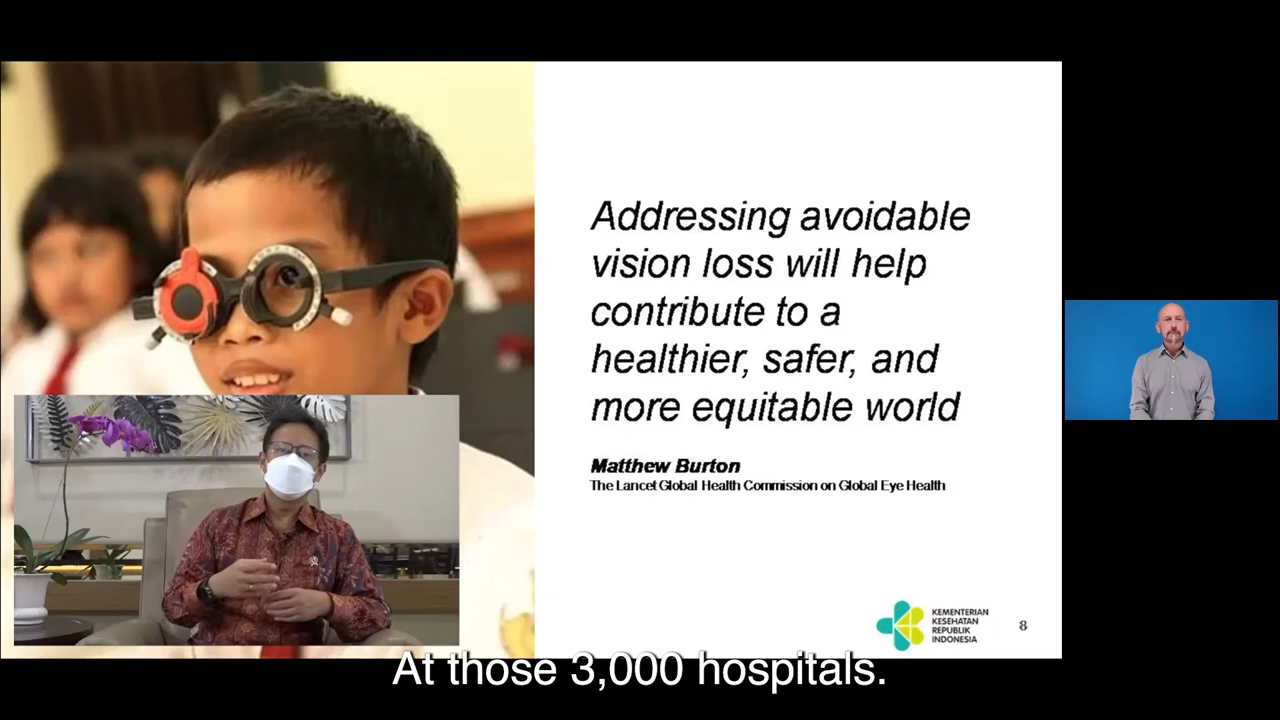 Addressing avoidable
vision loss will help
contribute to a
healthier, safer, and
more equitable world
Matthew Burton
The Lancet Global Health Commission on Global Eye Health
KEMENTERIAN
KESEHATAN
REPUBLIK
INDONESIA
8
At those 3,000 hospitals.